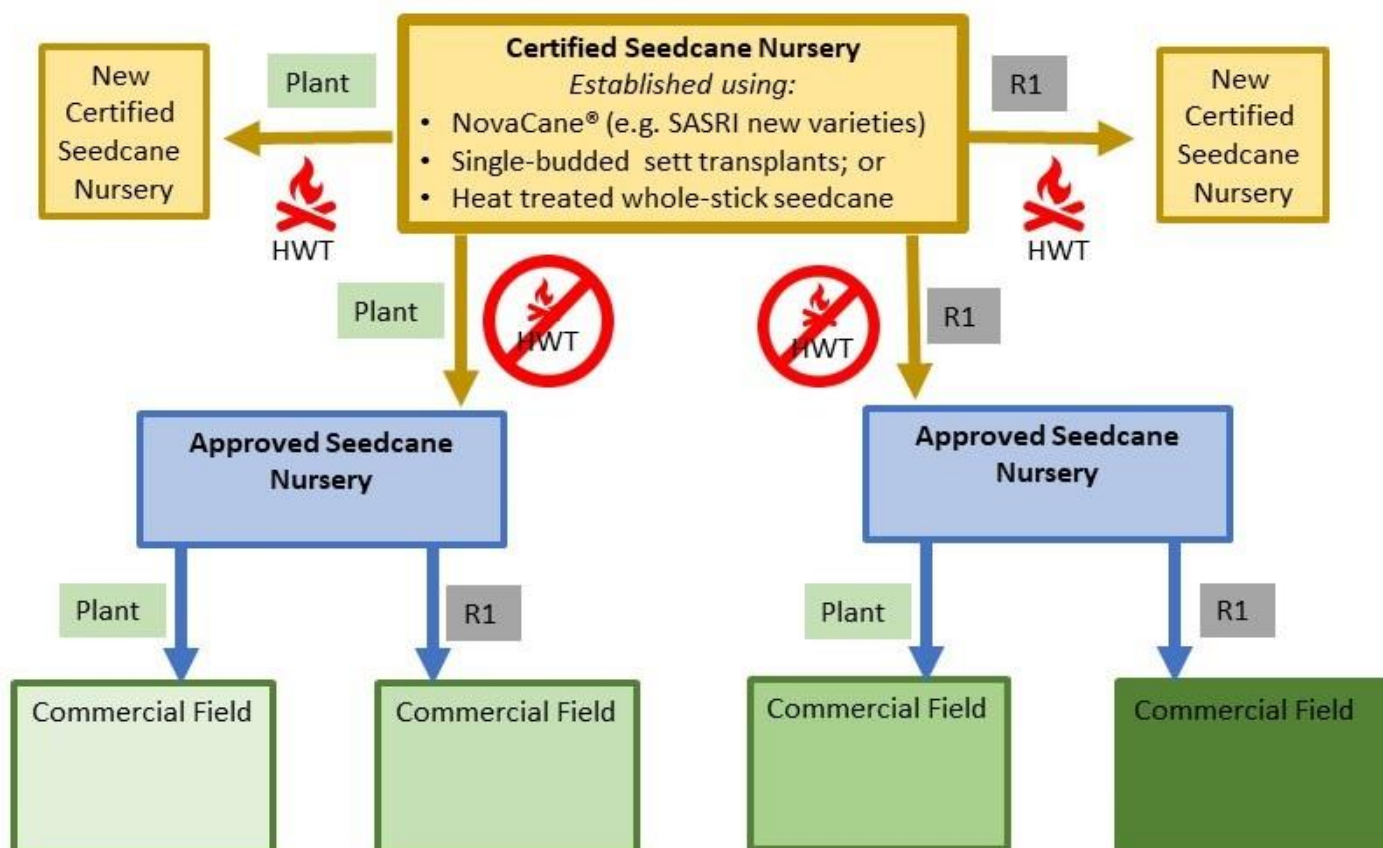 Certified Seedcane Nursery
Established using:
• NovaCane® (e.g. SASRI new varieties)
• Single-budded sett transplants; or
• Heat treated whole-stick seedcane
New
Certified
Seedcane
Nursery
Plant
HWT
R1
HWT
New
Certified
Seedcane
Nursery
Plant
HWT
HWT
R1
Approved Seedcane
Nursery
Approved Seedcane
Nursery
Plant
R1
Plant
R1
Commercial Field
Commercial Field
Commercial Field
Commercial Field